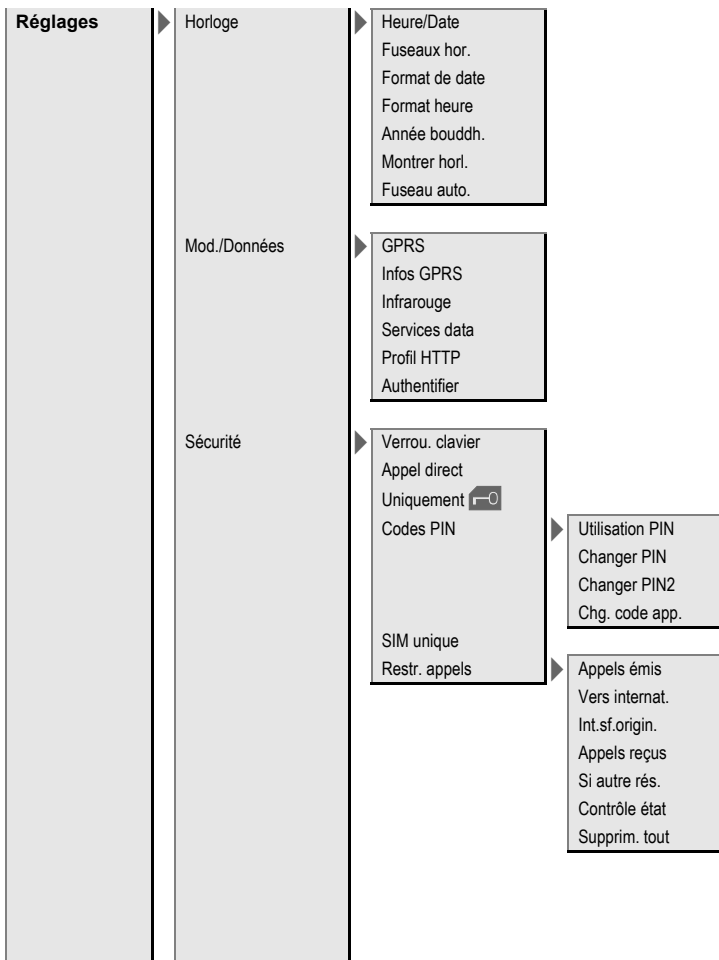 Réglages
Horloge
Heure/Date
Fuseaux hor.
Format de date
Format heure
Année bouddh.
Montrer horl.
Fuseau auto.
Mod./Données
GPRS
Infos GPRS
Infrarouge
Services data
Profil HTTP
Authentifier
Sécurité
Verrou. clavier
Appel direct
Uniquement
Codes PIN
Utilisation PIN
Changer PIN
Changer PIN2
Chg. code app.
SIM unique
Restr. appels
Appels émis
Vers internat.
Int.sf.origin.
Appels reçus
Si autre rés.
Contrôle état
Supprim. tout